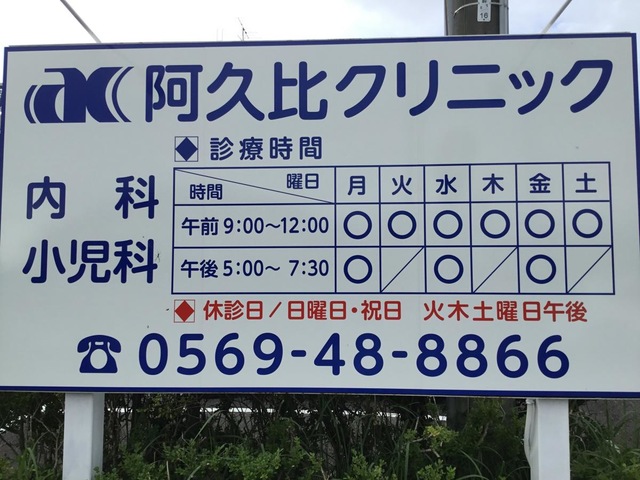 ak 阿久比クリニック
◆診療時間
内科
小児科
時間 曜日 月 火 水 木 金 土
午前 9:00〜12:00 〇 〇 〇 〇 〇 〇
午後 5:00〜 7:30 〇 ／ 〇 ／ 〇 ／
◆休診日/日曜日・祝日 火木土曜日午後
☎0569-48-8866